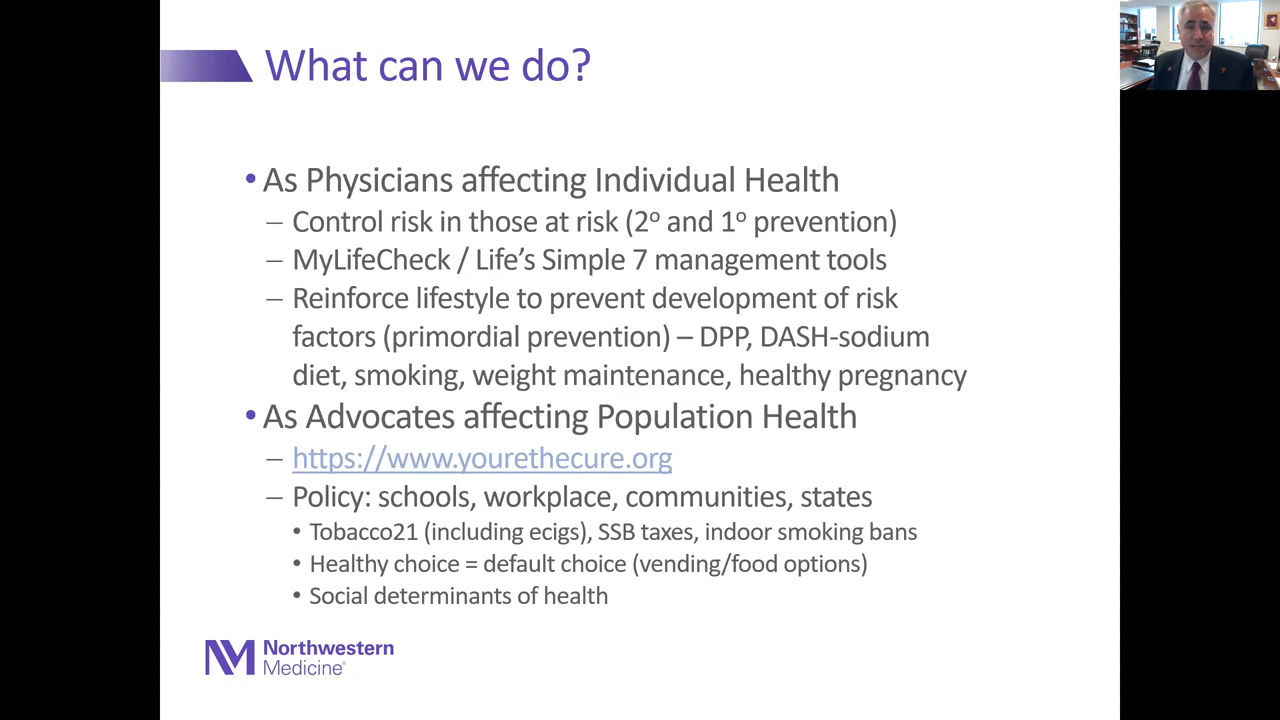 What can we do?
• As Physicians affecting Individual Health
– Control risk in those at risk (2º and 1º prevention)
– MyLifeCheck / Life’s Simple 7 management tools
– Reinforce lifestyle to prevent development of risk
factors (primordial prevention) – DPP, DASH-sodium
diet, smoking, weight maintenance, healthy pregnancy
• As Advocates affecting Population Health
– https://www.yourethecure.org
– Policy: schools, workplace, communities, states
• Tobacco21 (including ecigs), SSB taxes, indoor smoking bans
• Healthy choice = default choice (vending/food options)
• Social determinants of health
NM Northwestern
Medicine®